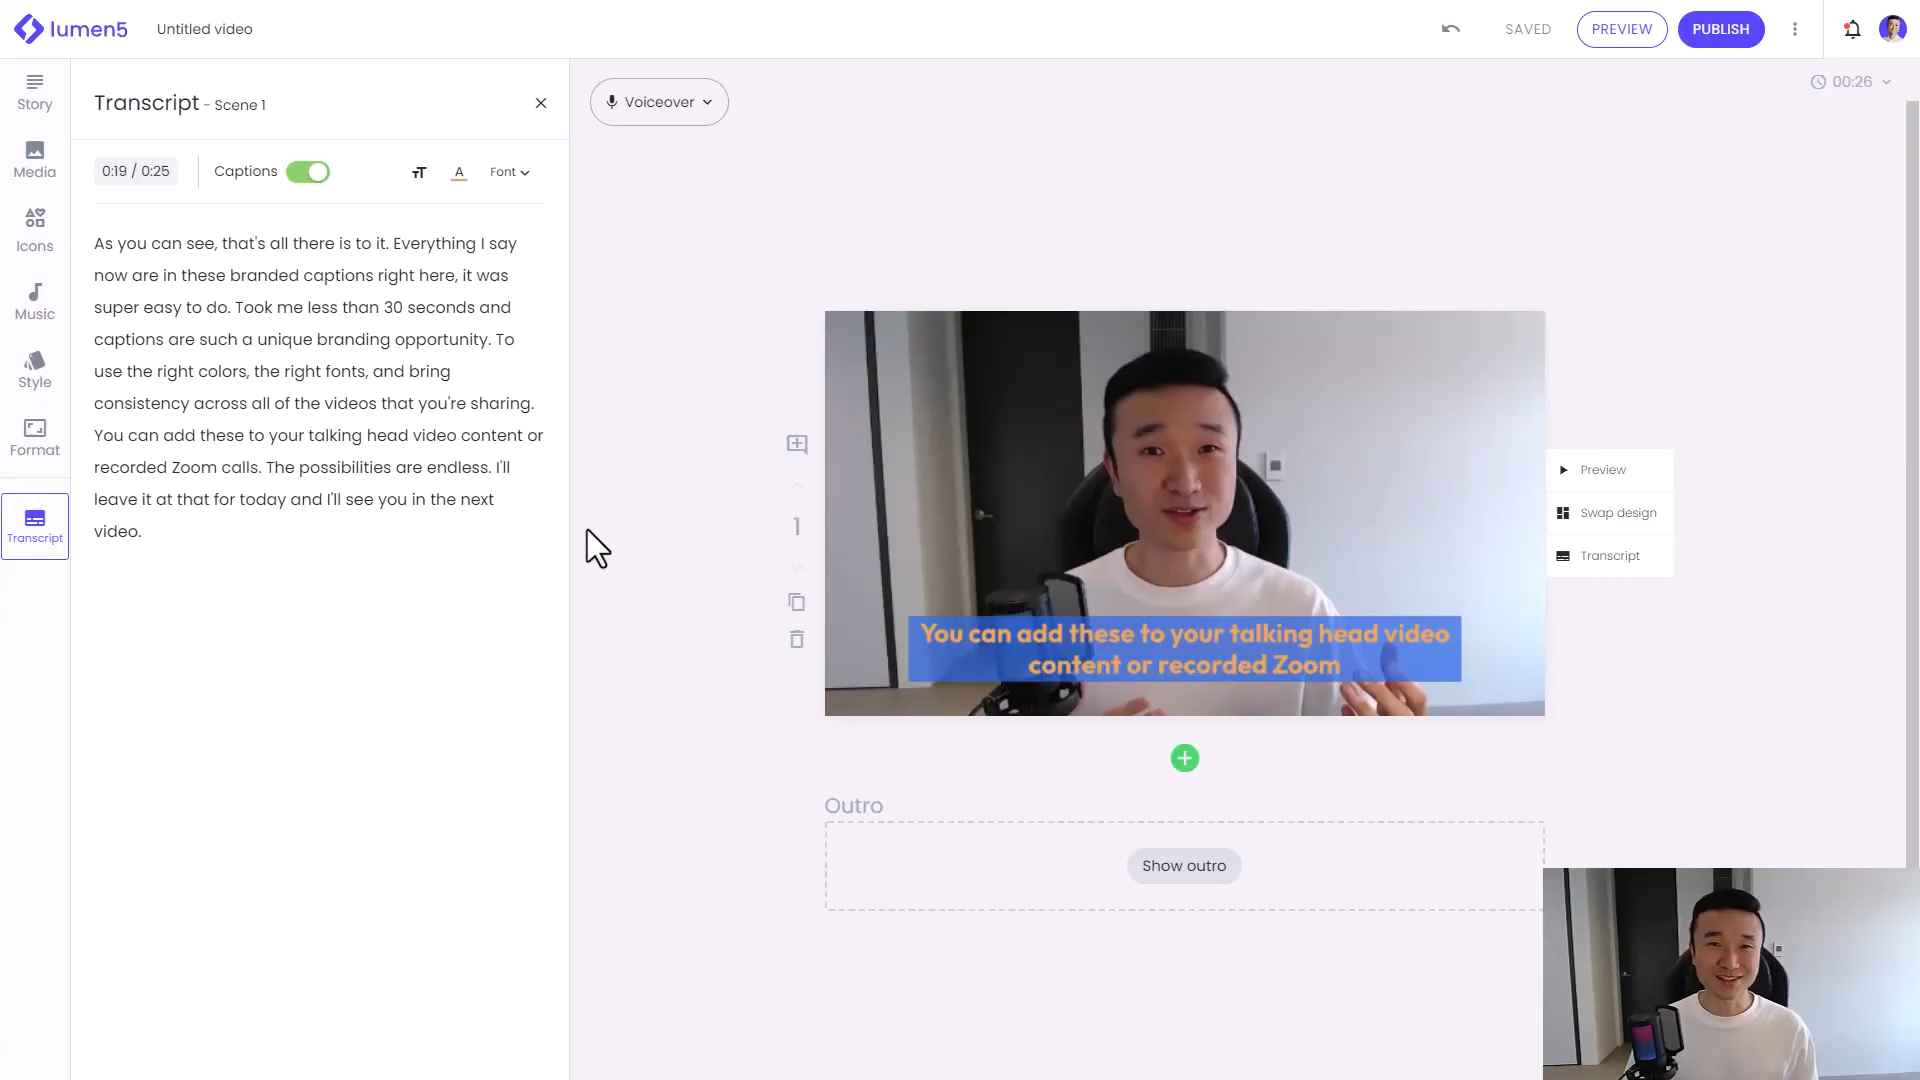 lumen5
Untitled video
SAVED
PREVIEW
PUBLISH
Story
Media
Icons
Music
Style
Format
Transcript
Transcript - Scene 1
0:19 / 0:25
Captions
A
Font
As you can see, that's all there is to it. Everything I say
now are in these branded captions right here, it was
super easy to do. Took me less than 30 seconds and
captions are such a unique branding opportunity. To
use the right colors, the right fonts, and bring
consistency across all of the videos that you're sharing.
You can add these to your talking head video content or
recorded Zoom calls. The possibilities are endless. I'll
leave it at that for today and I'll see you in the next
video.
Voiceover
00:26
1
You can add these to your talking head video
content or recorded Zoom
Preview
Swap design
Transcript
Outro
Show outro